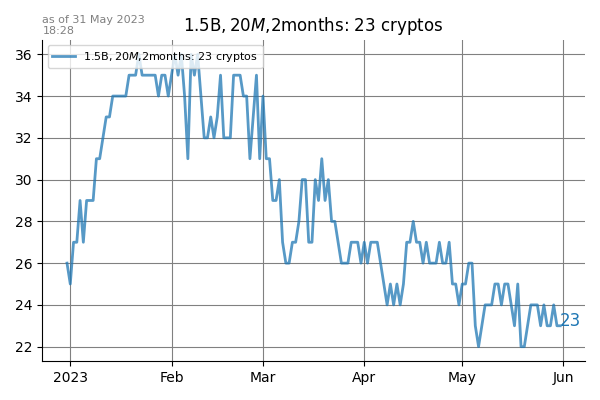 as of 31 May 2023
18:28
1.5B, 20M,2months: 23 cryptos
1.5B, 20M,2months: 23 cryptos
36
34
32
30
28
26
24
22
23
2023 Feb Mar Apr May Jun